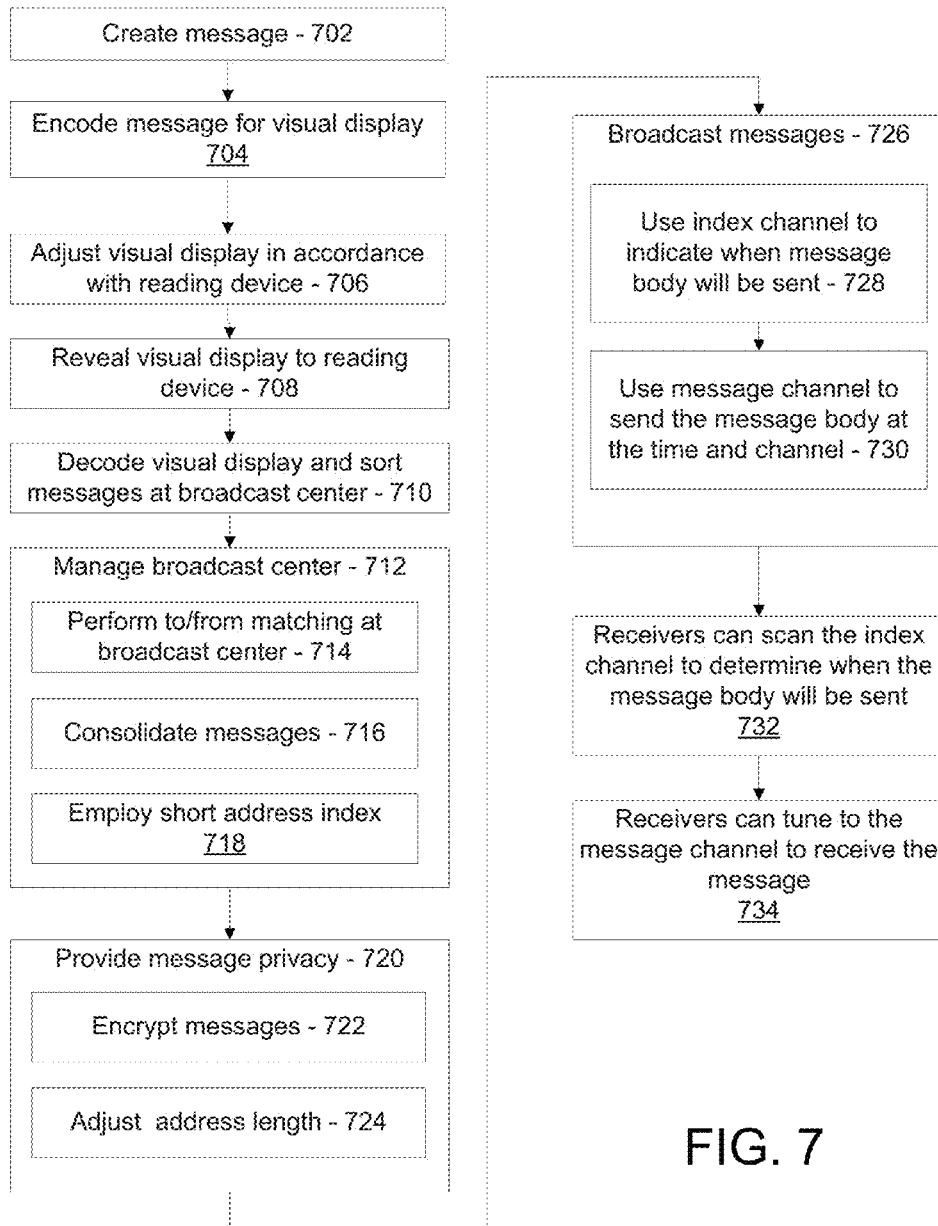 Create message - 702
Encode message for visual display
704
Adjust visual display in accordance
with reading device - 706
Reveal visual display to reading
device - 708
Decode visual display and sort
messages at broadcast center - 710
Manage broadcast center - 712
Perform to/from matching at
broadcast center - 714
Consolidate messages - 716
Employ short address index
718
Provide message privacy - 720
Encrypt messages - 722
Adjust address length - 724
Broadcast messages - 726
Use index channel to
indicate when message
body will be sent - 728
Use message channel to
send the message body at
the time and channel - 730
Receivers can scan the index
channel to determine when the
message body will be sent
732
Receivers can tune to the
message channel to receive the
message
734
FIG. 7